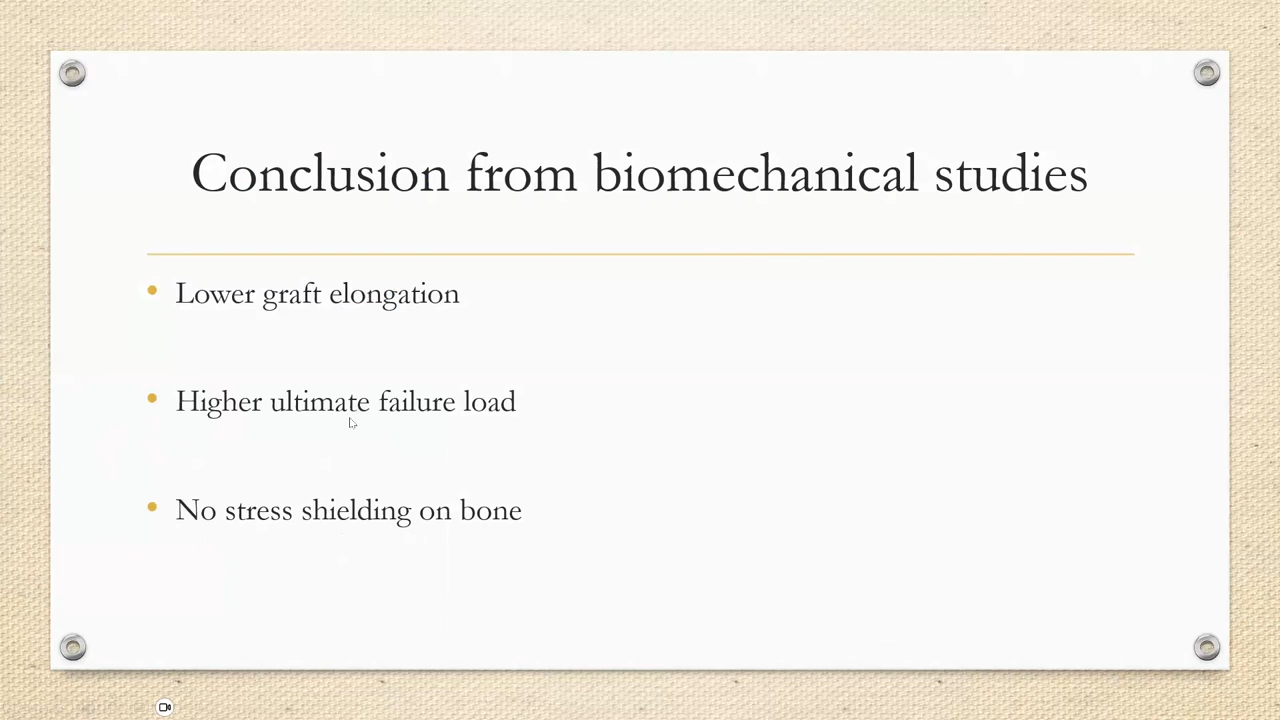 Conclusion from biomechanical studies
Lower graft elongation
Higher ultimate failure load
No stress shielding on bone